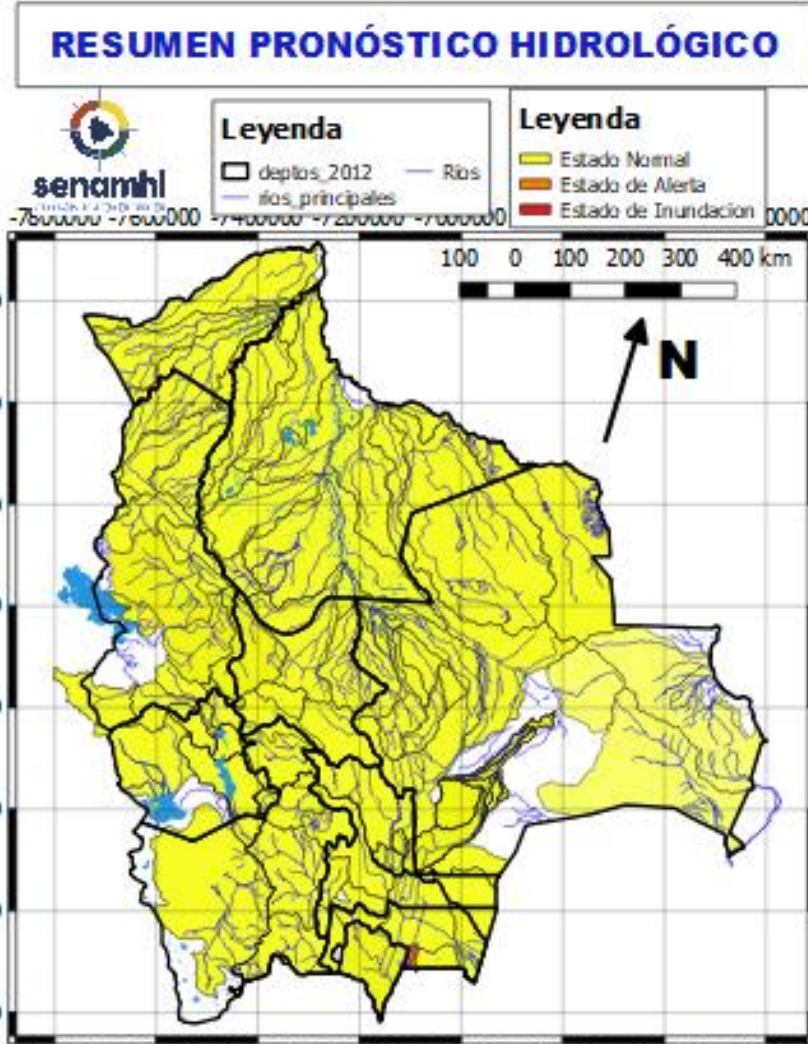 RESUMEN PRONÓSTICO HIDROLÓGICO
senamhi
Leyenda
deptos_2012
Rios
rios_principales
Leyenda
Estado Normal
Estado de Alerta
Estado de Inundacion
-7800000 -7600000 -7400000 -7200000 -7000000
100 0 100 200 300 400 km
N